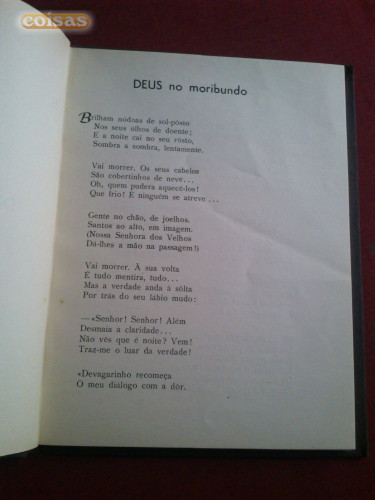 coisas
DEUS no moribundo
Brilham nódoas de sol-pôsto
Nos seus olhos de doente;
E a noite cai no seu rôsto,
Sombra a sombra, lentamente.
Vai morrer. Os seus cabelos
São cobertinhos de neve...
Oh, quem pudera aquecê-los!
Que frio! E ninguém se atreve...
Gente no chão, de joelhos.
Santos ao alto, em imagem.
(Nossa Senhora dos Velhos
Dá-lhes a mão na passagem!)
Vai morrer. À sua volta
É tudo mentira, tudo...
Mas a verdade anda à sôlta
Por trás do seu lábio mudo:
—«Senhor! Senhor! Além
Desmaia a claridade...
Não vês que é noite? Vem!
Traz-me o luar da verdade!
«Devagarinho recomeça
O meu diálogo com a dôr.